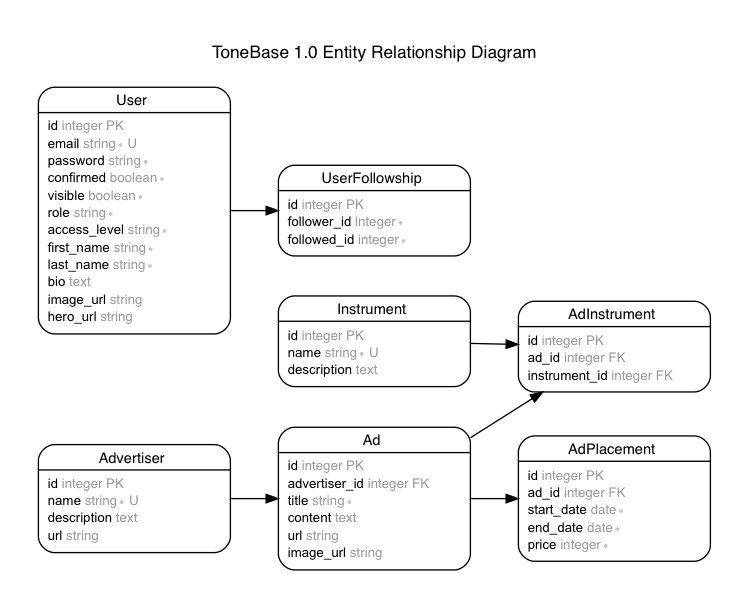 ToneBase 1.0 Entity Relationship Diagram
User
id integer PK
email string * U
password string *
confirmed boolean *
visible boolean *
role string *
access_level string *
first_name string *
last_name string *
bio text
image_url string
hero_url string
UserFollowship
id integer PK
follower_id integer *
followed_id integer *
Instrument
id integer PK
name string * U
description text
AdInstrument
id integer PK
ad_id integer FK
instrument_id integer FK
Advertiser
id integer PK
name string * U
description text
url string
Ad
id integer PK
advertiser_id integer FK
title string *
content text
url string
image_url string
AdPlacement
id integer PK
ad_id integer FK
start_date date *
end_date date *
price integer *